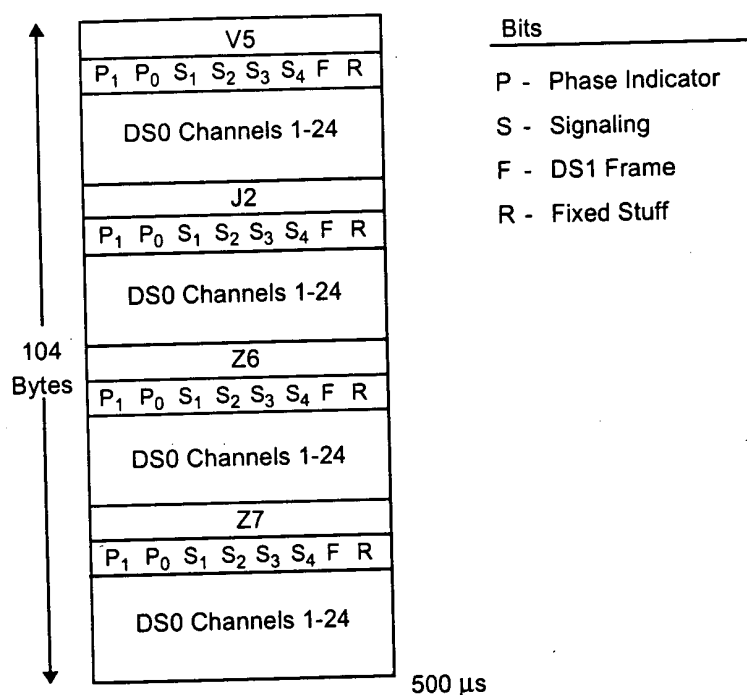 V5
P1 P0 S1 S2 S3 S4 F R
DS0 Channels 1-24
J2
P1 P0 S1 S2 S3 S4 F R
DS0 Channels 1-24
Z6
P1 P0 S1 S2 S3 S4 F R
DS0 Channels 1-24
Z7
P1 P0 S1 S2 S3 S4 F R
DS0 Channels 1-24
104
Bytes
500 µs
Bits
P - Phase Indicator
S - Signaling
F - DS1 Frame
R - Fixed Stuff